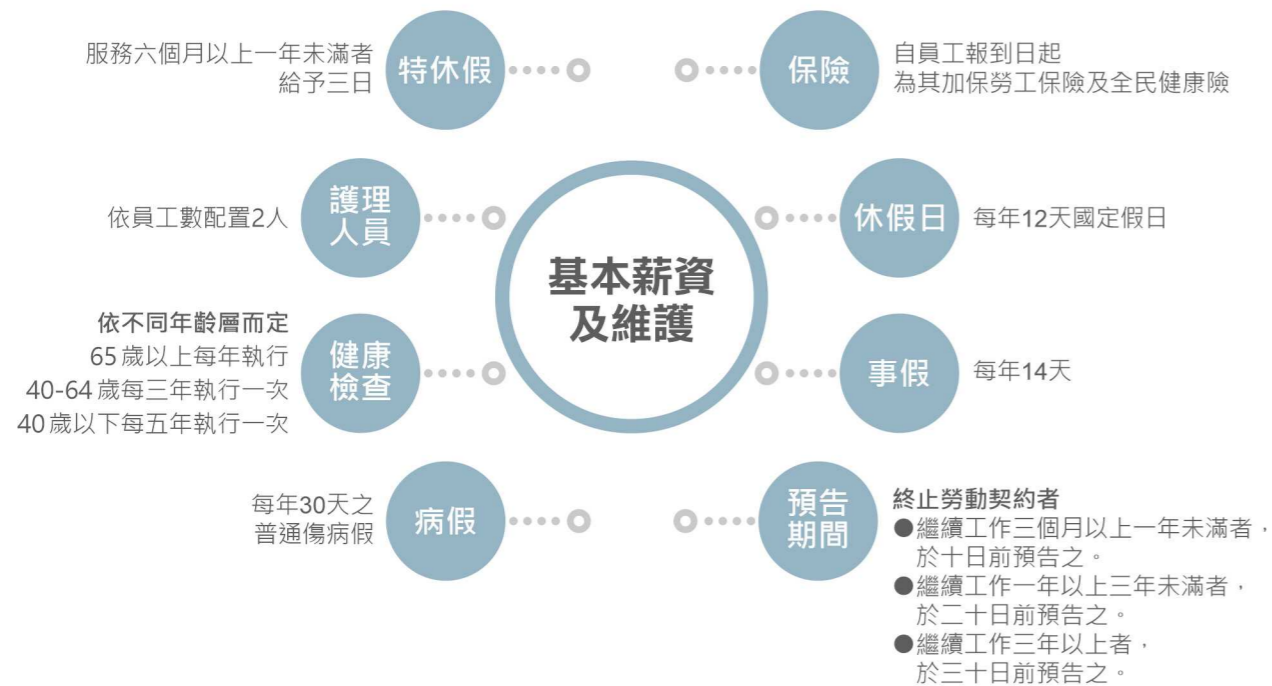 服務六個月以上一年未滿者
給予三日
特休假
保險
自員工報到日起
為其加保勞工保險及全民健康險
依員工數配置2人
護理
人員
休假日
每年12天國定假日
基本薪資
及維護
依不同年齡層而定
65歲以上每年執行
40-64歲每三年執行一次
40歲以下每五年執行一次
健康
檢查
事假
每年14天
每年30天之
普通傷病假
病假
預告
期間
終止勞動契約者
●繼續工作三個月以上一年未滿者，
於十日前預告之。
●繼續工作一年以上三年未滿者，
於二十日前預告之。
●繼續工作三年以上者，
於三十日前預告之。